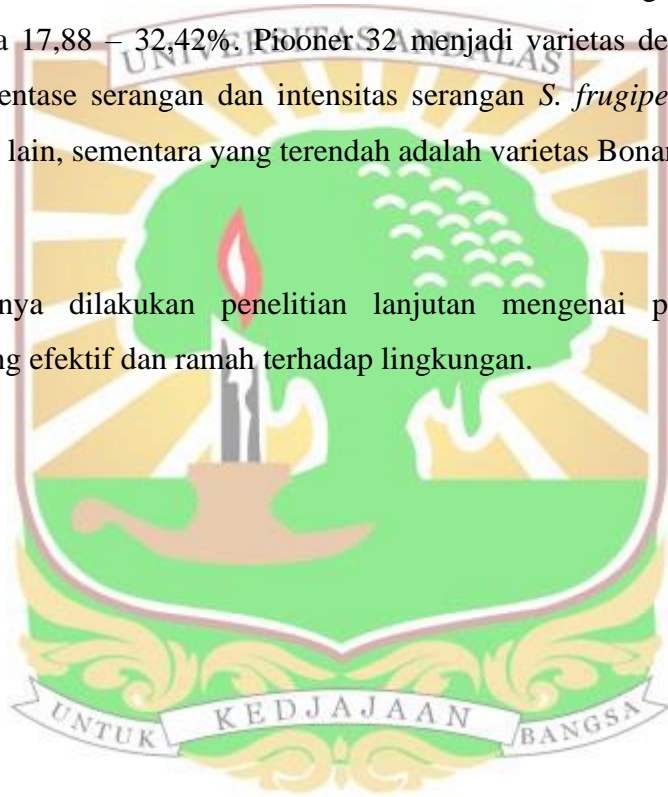 a 17,88 – 32,42%. Piooner 32 menjadi varietas de
UNIVERSITAS ANDALAS
entase serangan dan intensitas serangan S. frugipe
lain, sementara yang terendah adalah varietas Bonan
nya dilakukan penelitian lanjutan mengenai p
ng efektif dan ramah terhadap lingkungan.
UNTUK KEDJAJAAN BANGSA